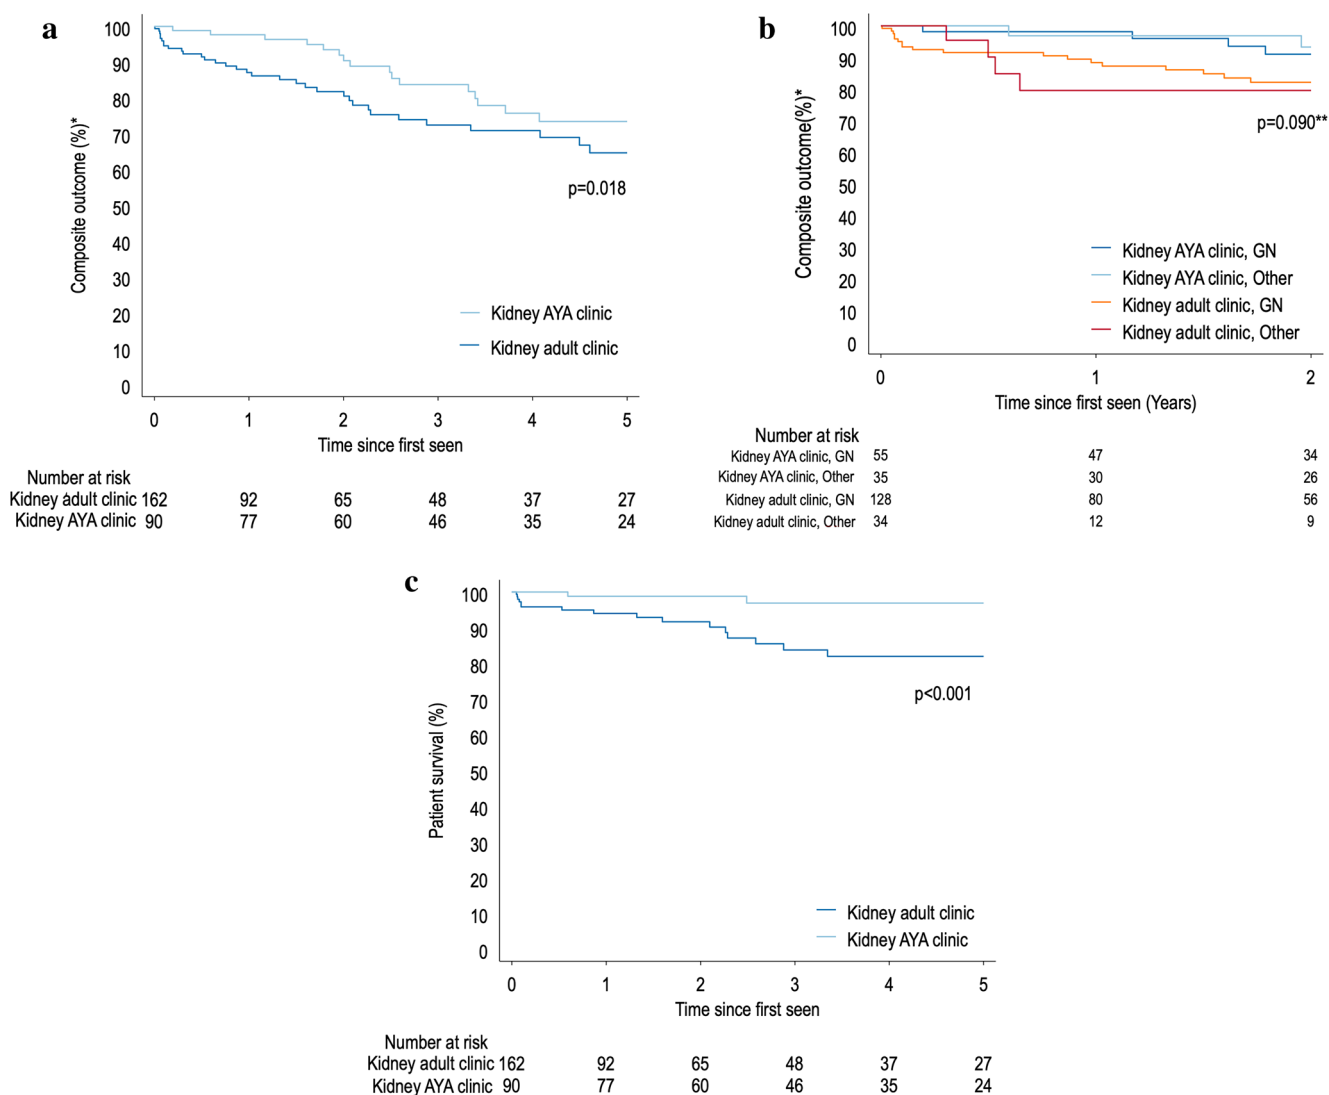 a
100
90
80
70
60
50
40
30
20
10
0
Composite outcome (%)*
p=0.018
Kidney AYA clinic
Kidney adult clinic
0 1 2 3 4 5
Time since first seen
Number at risk
Kidney adult clinic 162 92 65 48 37 27
Kidney AYA clinic 90 77 60 46 35 24
b
100
90
80
70
60
50
40
30
20
10
0
Composite outcome(%)*
p=0.090**
Kidney AYA clinic, GN
Kidney AYA clinic, Other
Kidney adult clinic, GN
Kidney adult clinic, Other
0 1 2
Time since first seen (Years)
Number at risk
Kidney AYA clinic, GN 55 47 34
Kidney AYA clinic, Other 35 30 26
Kidney adult clinic, GN 128 80 56
Kidney adult clinic, Other 34 12 9
c
100
90
80
70
60
50
40
30
20
10
0
Patient survival (%)
p<0.001
Kidney adult clinic
Kidney AYA clinic
0 1 2 3 4 5
Time since first seen
Number at risk
Kidney adult clinic 162 92 65 48 37 27
Kidney AYA clinic 90 77 60 46 35 24